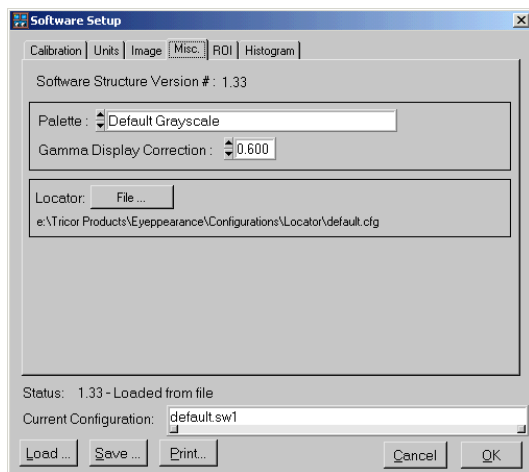 Software Setup
Calibration Units Image Misc. ROI Histogram
Software Structure Version # : 1.33
Palette : Default Grayscale
Gamma Display Correction : 0.600
Locator: File ...
e:\Tricor Products\Eyeppearance\Configurations\Locator\default.cfg
Status: 1.33 - Loaded from file
Current Configuration: default.sw1
Load ... Save ... Print... Cancel OK